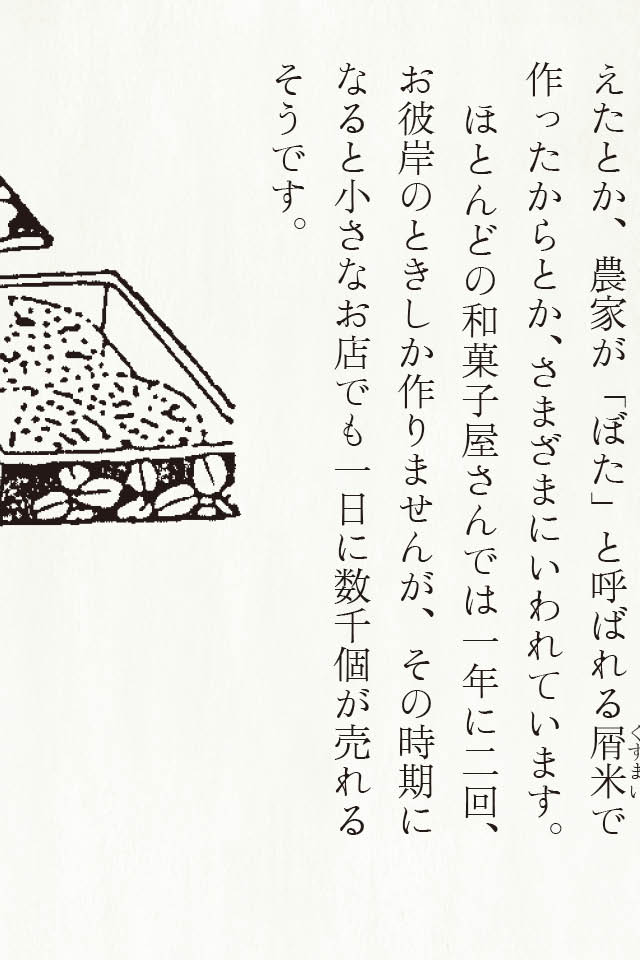 えたとか、農家が「ぼた」と呼ばれる屑米で
くずまい
作ったからとか、さまざまにいわれています。
ほとんどの和菓子屋さんでは一年に二回、
お彼岸のときしか作りませんが、その時期に
なると小さなお店でも一日に数千個が売れる
そうです。